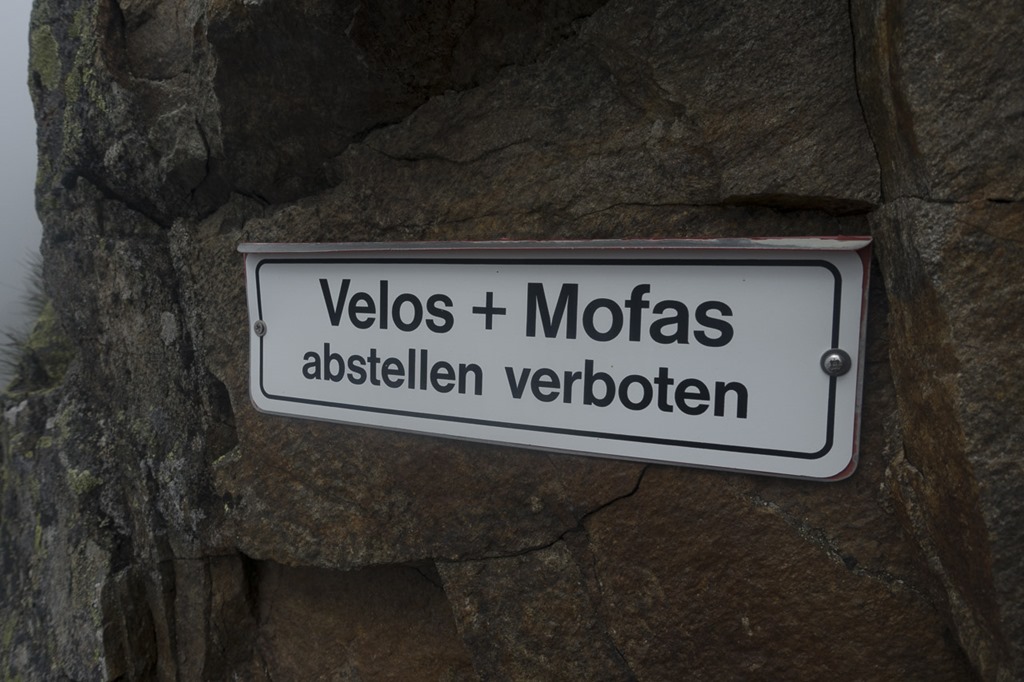 Velos + Mofas
abstellen verboten